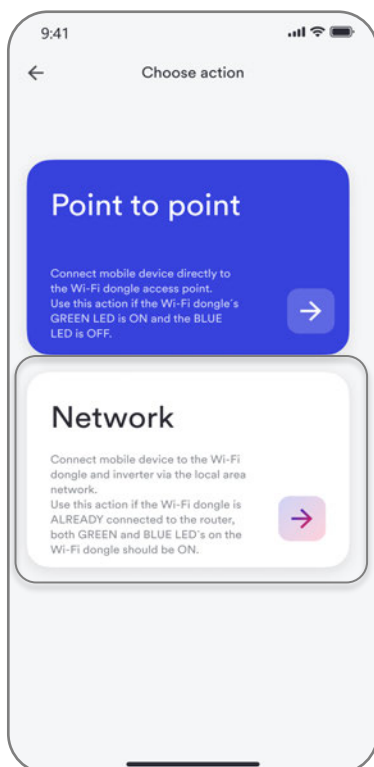 9:41
Choose action
Point to point
Connect mobile device directly to
the Wi-Fi dongle access point.
Use this action if the Wi-Fi dongle`s
GREEN LED is ON and the BLUE
LED is OFF.
Network
Connect mobile device to the Wi-Fi
dongle and inverter via the local area
network.
Use this action if the Wi-Fi dongle is
ALREADY connected to the router,
both GREEN and BLUE LED`s on the
Wi-Fi dongle should be ON.